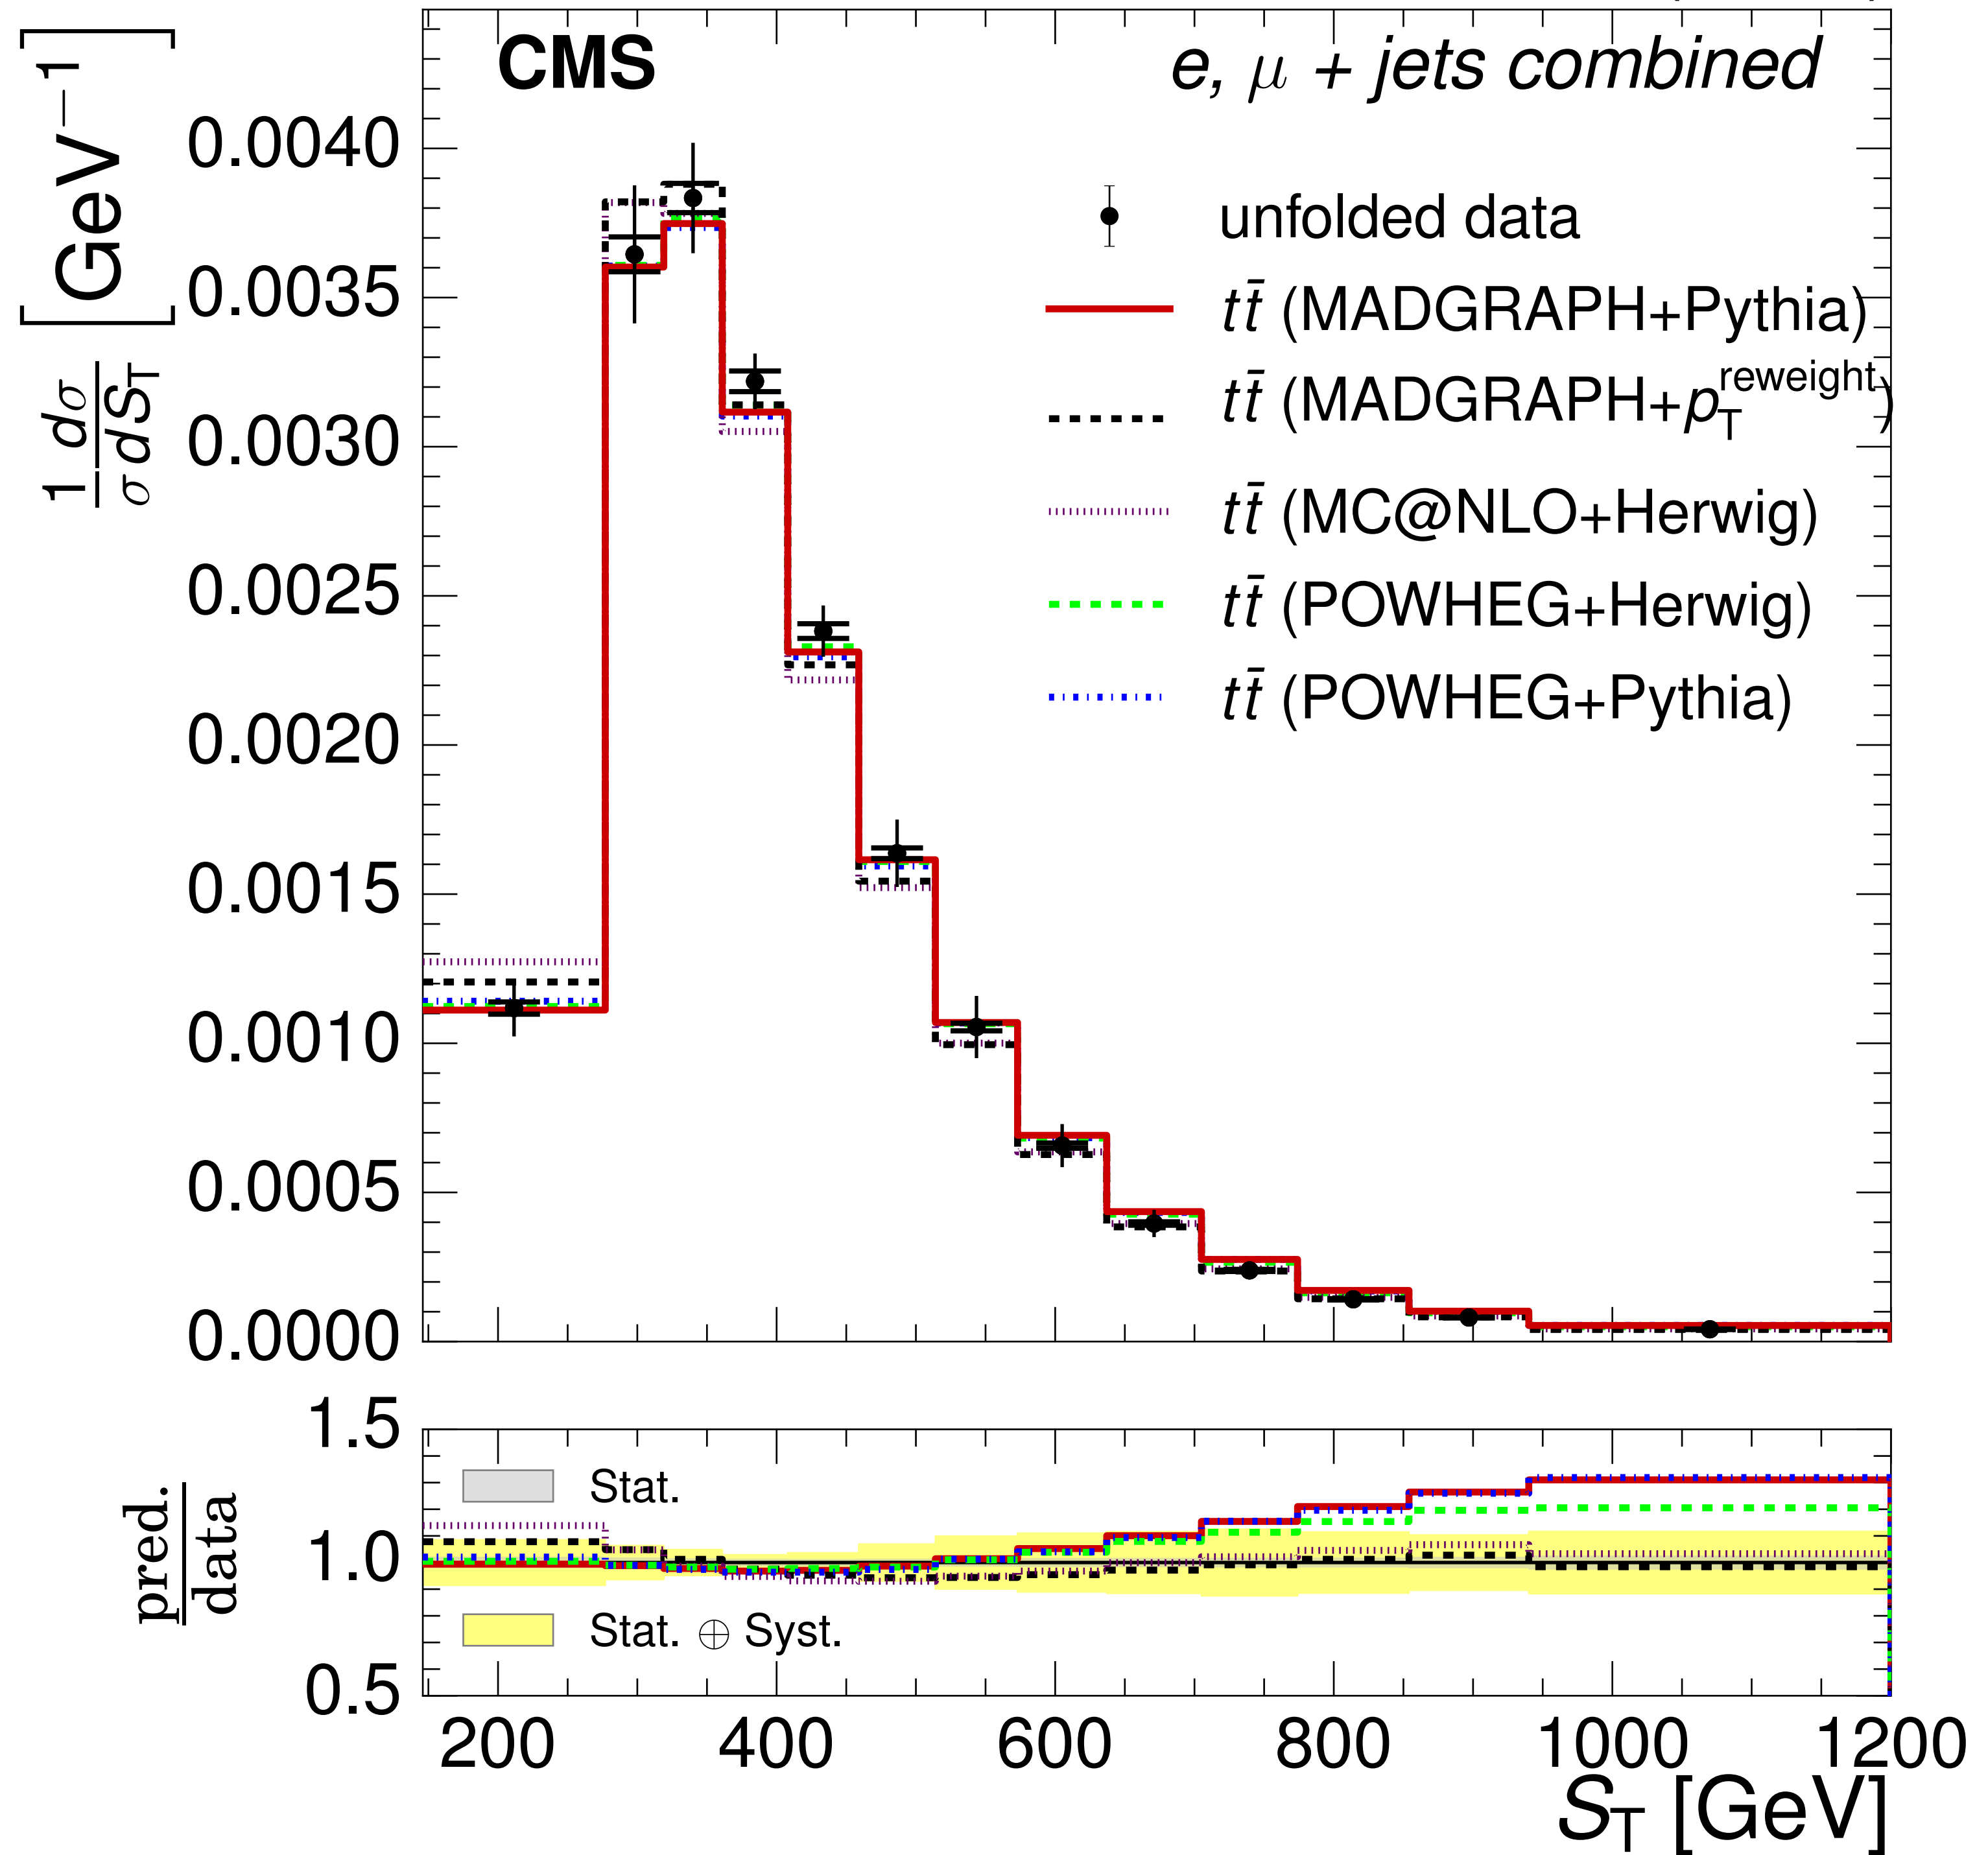 CMS
e, μ + jets combined
1/σ dσ/dS_T [GeV⁻¹]
0.0040
0.0035
0.0030
0.0025
0.0020
0.0015
0.0010
0.0005
0.0000
unfolded data
tt̄ (MADGRAPH+Pythia)
tt̄ (MADGRAPH+p_T^reweight)
tt̄ (MC@NLO+Herwig)
tt̄ (POWHEG+Herwig)
tt̄ (POWHEG+Pythia)
pred./data
1.5
1.0
0.5
Stat.
Stat. ⊕ Syst.
200 400 600 800 1000 1200
S_T [GeV]